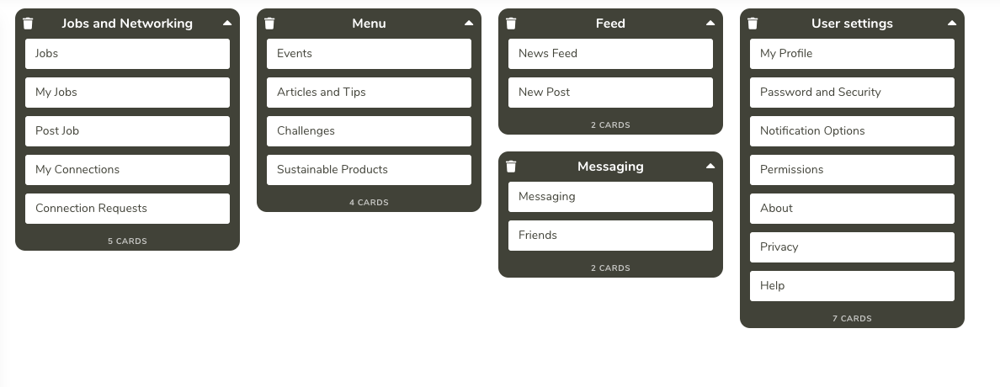 Jobs and Networking
Jobs
My Jobs
Post Job
My Connections
Connection Requests
5 CARDS
Menu
Events
Articles and Tips
Challenges
Sustainable Products
4 CARDS
Feed
News Feed
New Post
2 CARDS
Messaging
Messaging
Friends
2 CARDS
User settings
My Profile
Password and Security
Notification Options
Permissions
About
Privacy
Help
7 CARDS